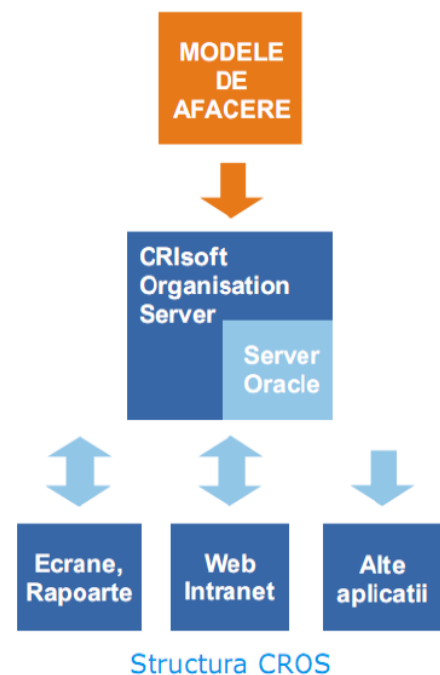 MODELE
DE
AFACERE
CRIsoft
Organisation
Server
Server
Oracle
Ecrane,
Rapoarte
Web
Intranet
Alte
aplicatii
Structura CROS